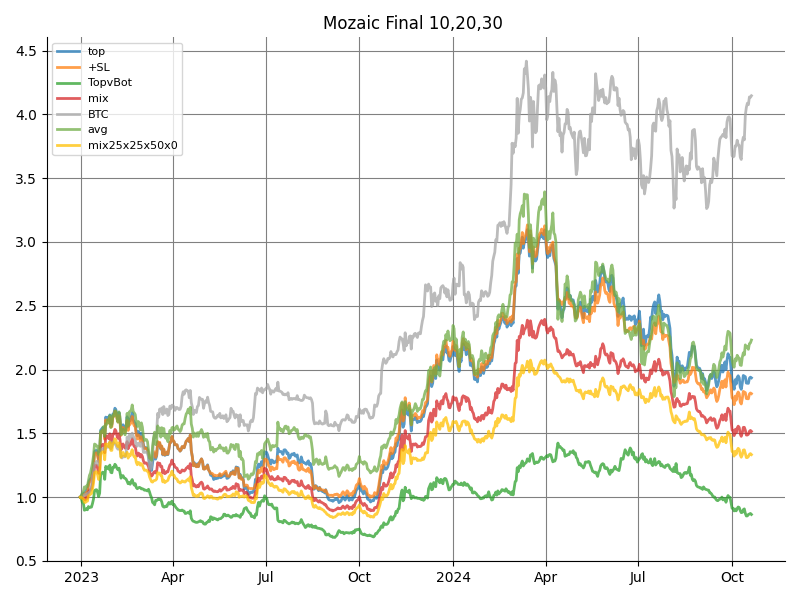 Mozaic Final 10,20,30
top
+SL
TopvBot
mix
BTC
avg
mix25x25x50x0
4.5
4.0
3.5
3.0
2.5
2.0
1.5
1.0
0.5
2023 Apr Jul Oct 2024 Apr Jul Oct